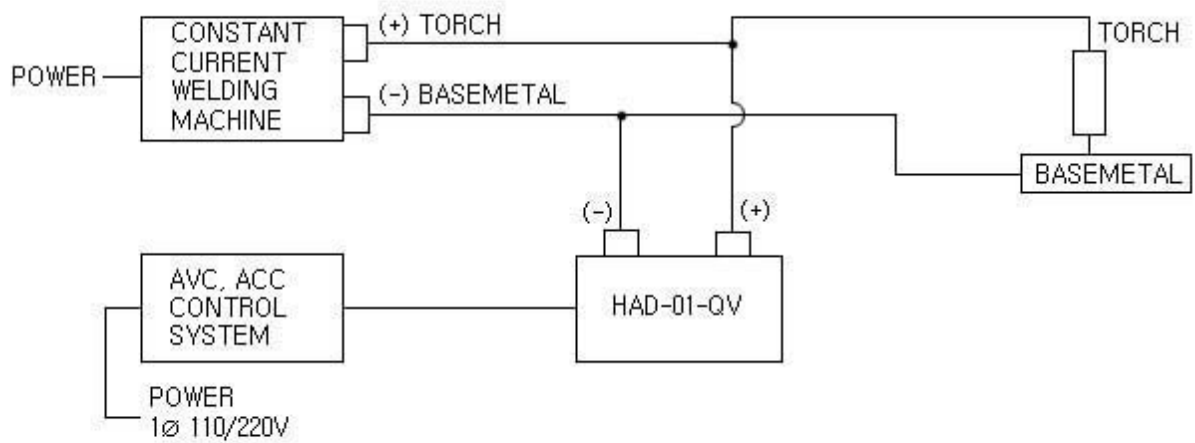 CONSTANT
CURRENT
WELDING
MACHINE
POWER
(+) TORCH
(-) BASEMETAL
TORCH
BASEMETAL
(-)
(+)
HAD-01-QV
AVC, ACC
CONTROL
SYSTEM
POWER
1∅ 110/220V